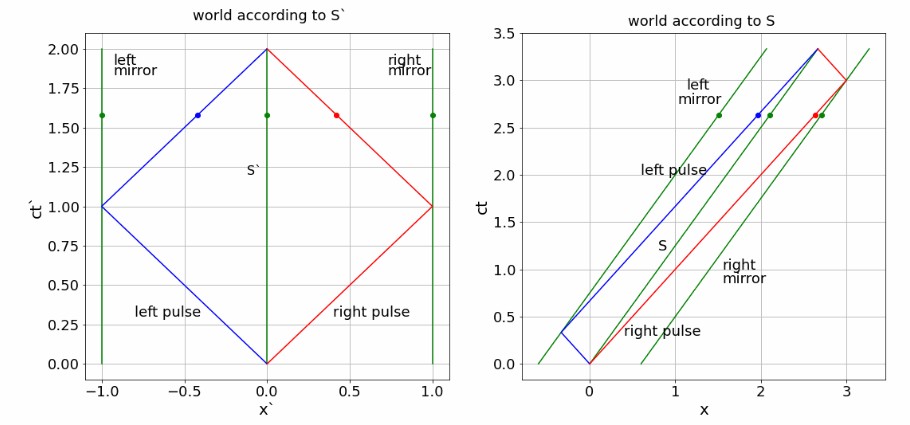 world according to S`
2.00
1.75
1.50
1.25
1.00
0.75
0.50
0.25
0.00
ct`
left
mirror
right
mirror
S`
left pulse
right pulse
−1.0
−0.5
0.0
0.5
1.0
x`
world according to S
3.5
3.0
2.5
2.0
1.5
1.0
0.5
0.0
ct
left
mirror
left pulse
S
right
mirror
right pulse
0
1
2
3
x